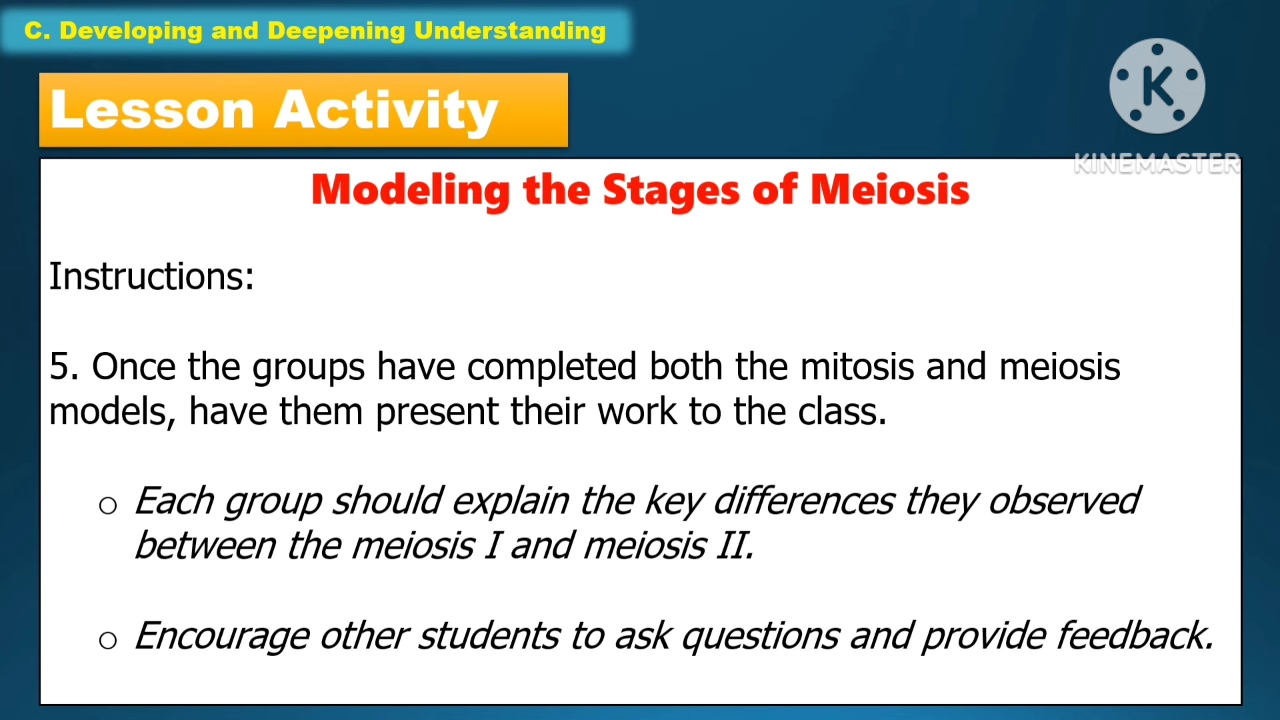 C. Developing and Deepening Understanding
Lesson Activity
K
KINEMASTER
Modeling the Stages of Meiosis
Instructions:
5. Once the groups have completed both the mitosis and meiosis
models, have them present their work to the class.
o Each group should explain the key differences they observed
between the meiosis I and meiosis II.
o Encourage other students to ask questions and provide feedback.